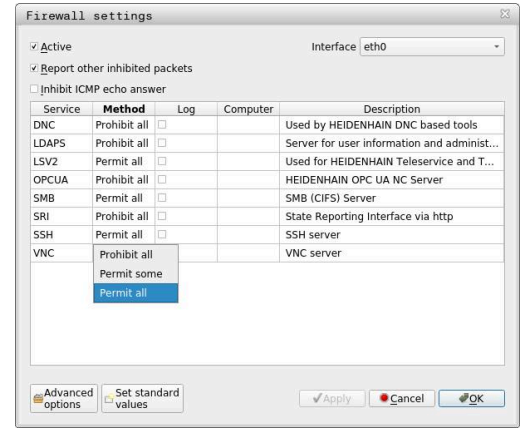 Firewall settings
Active
Interface eth0
Report other inhibited packets
Inhibit ICMP echo answer
Service Method Log Computer Description
DNC Prohibit all Used by HEIDENHAIN DNC based tools
LDAPS Prohibit all Server for user information and administ...
LSV2 Permit all Used for HEIDENHAIN Teleservice and T...
OPCUA Prohibit all HEIDENHAIN OPC UA NC Server
SMB Permit all SMB (CIFS) Server
SRI Prohibit all State Reporting Interface via http
SSH Permit all SSH server
VNC Prohibit all VNC server
Permit some
Permit all
Advanced options
Set standard values
Apply
Cancel
OK